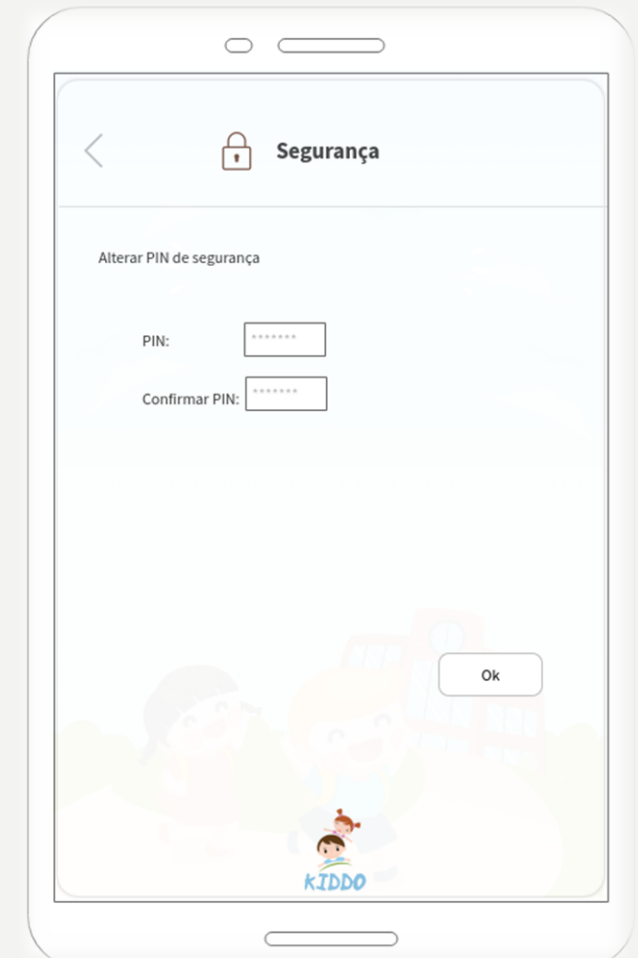 Segurança
Alterar PIN de segurança
PIN: *******
Confirmar PIN: *******
Ok
KIDDO